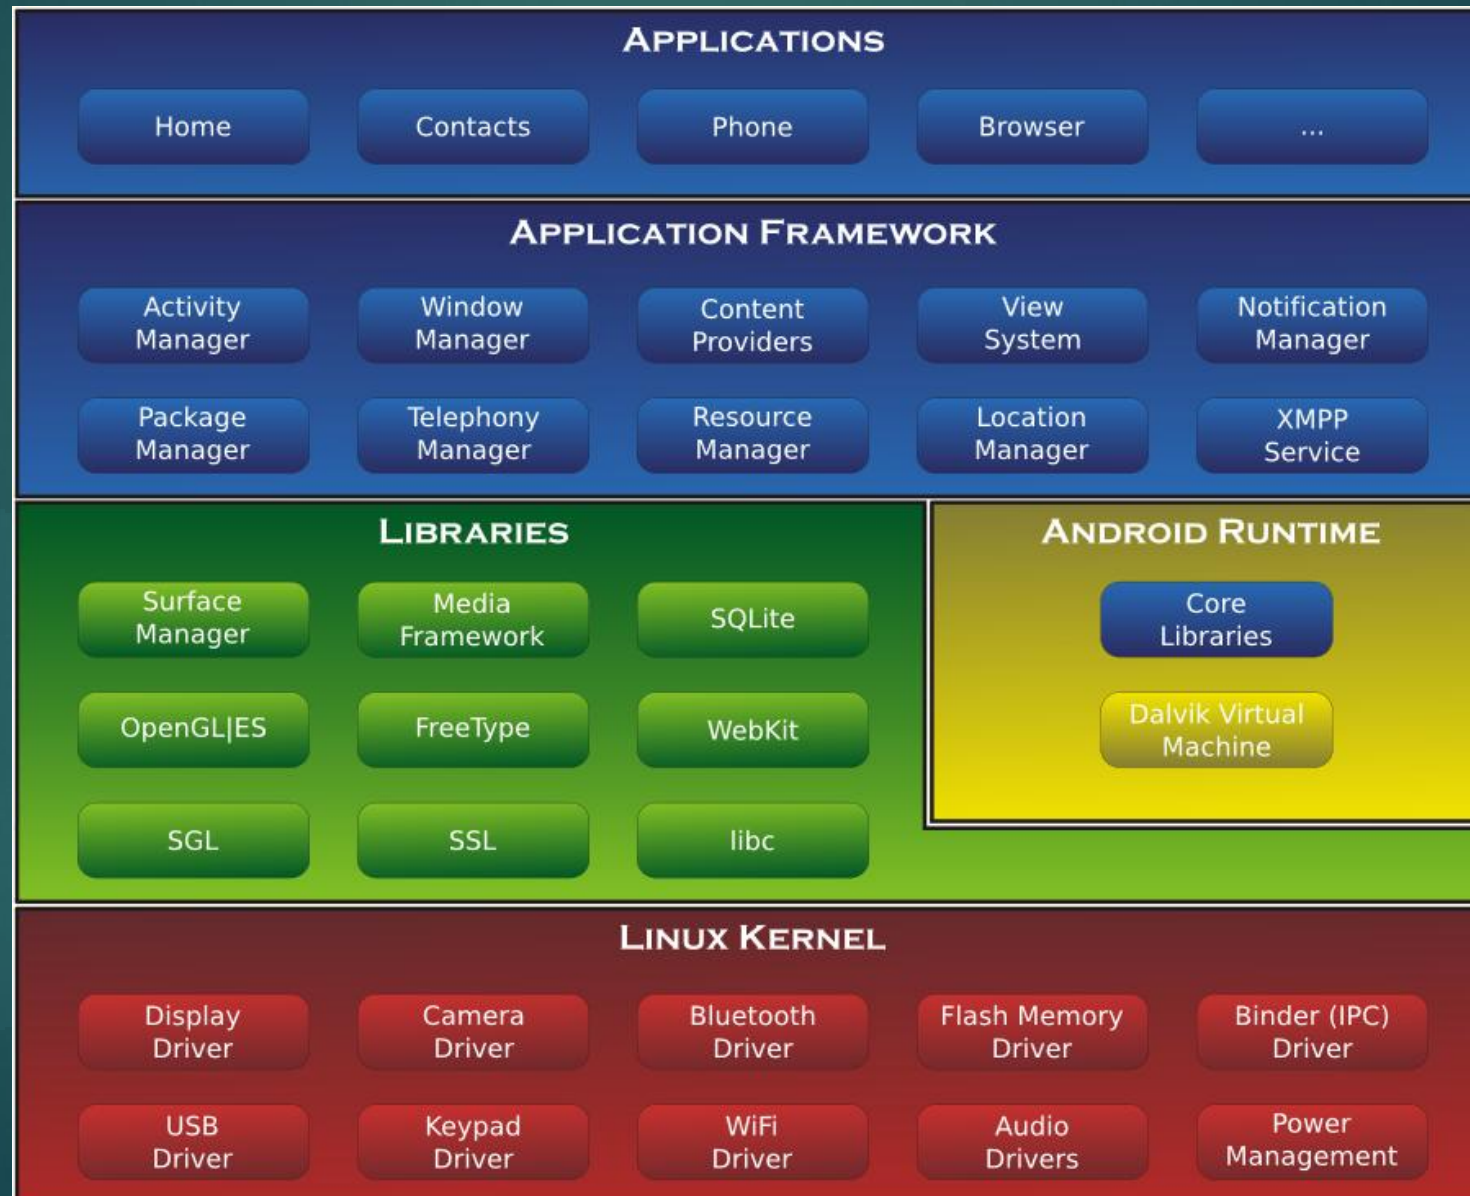 APPLICATIONS
Home
Contacts
Phone
Browser
...
APPLICATION FRAMEWORK
Activity
Manager
Window
Manager
Content
Providers
View
System
Notification
Manager
Package
Manager
Telephony
Manager
Resource
Manager
Location
Manager
XMPP
Service
LIBRARIES
Surface
Manager
Media
Framework
SQLite
OpenGL|ES
FreeType
WebKit
SGL
SSL
libc
ANDROID RUNTIME
Core
Libraries
Dalvik Virtual
Machine
LINUX KERNEL
Display
Driver
Camera
Driver
Bluetooth
Driver
Flash Memory
Driver
Binder (IPC)
Driver
USB
Driver
Keypad
Driver
WiFi
Driver
Audio
Drivers
Power
Management